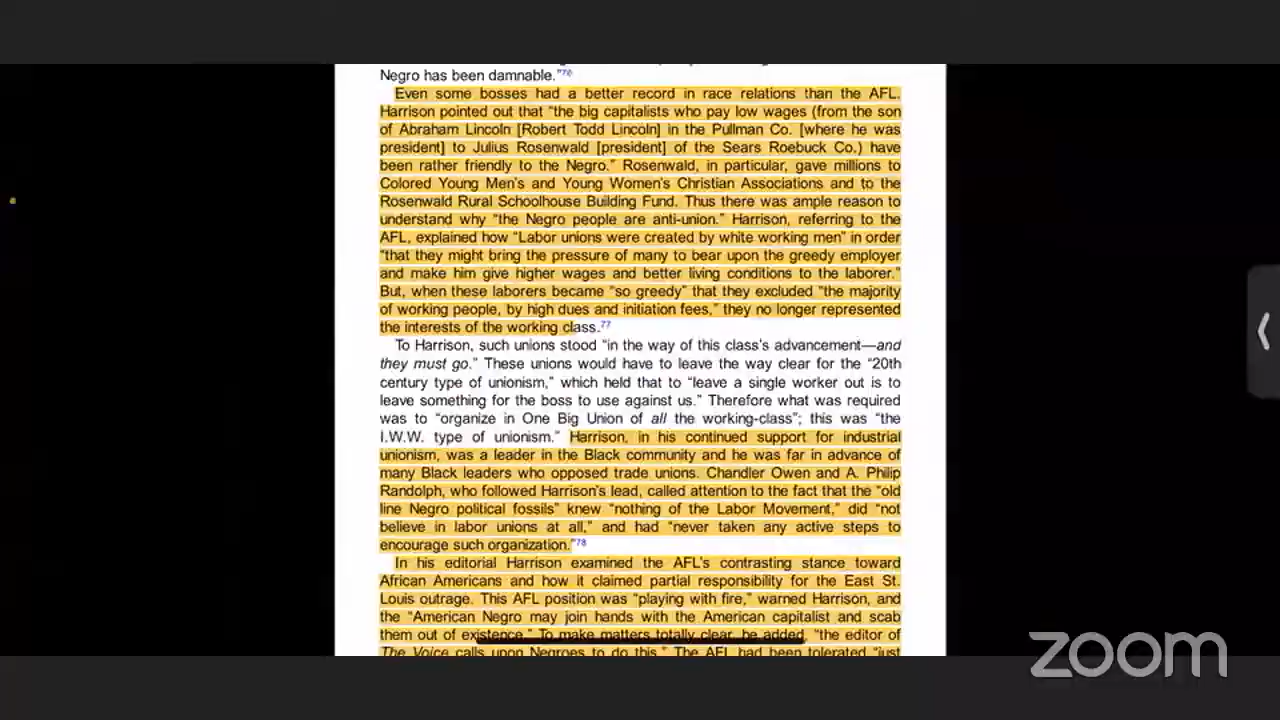 Negro has been damnable."76
Even some bosses had a better record in race relations than the AFL.
Harrison pointed out that "the big capitalists who pay low wages (from the son
of Abraham Lincoln [Robert Todd Lincoln] in the Pullman Co. [where he was
president] to Julius Rosenwald [president] of the Sears Roebuck Co.) have
been rather friendly to the Negro." Rosenwald, in particular, gave millions to
Colored Young Men's and Young Women's Christian Associations and to the
Rosenwald Rural Schoolhouse Building Fund. Thus there was ample reason to
understand why "the Negro people are anti-union." Harrison, referring to the
AFL, explained how "Labor unions were created by white working men" in order
"that they might bring the pressure of many to bear upon the greedy employer
and make him give higher wages and better living conditions to the laborer."
But, when these laborers became "so greedy" that they excluded "the majority
of working people, by high dues and initiation fees," they no longer represented
the interests of the working class.77
To Harrison, such unions stood "in the way of this class's advancement—and
they must go." These unions would have to leave the way clear for the "20th
century type of unionism," which held that to "leave a single worker out is to
leave something for the boss to use against us." Therefore what was required
was to "organize in One Big Union of all the working-class"; this was "the
I.W.W. type of unionism." Harrison, in his continued support for industrial
unionism, was a leader in the Black community and he was far in advance of
many Black leaders who opposed trade unions. Chandler Owen and A. Philip
Randolph, who followed Harrison's lead, called attention to the fact that the "old
line Negro political fossils" knew "nothing of the Labor Movement," did "not
believe in labor unions at all," and had "never taken any active steps to
encourage such organization."78
In his editorial Harrison examined the AFL's contrasting stance toward
African Americans and how it claimed partial responsibility for the East St.
Louis outrage. This AFL position was "playing with fire," warned Harrison, and
the "American Negro may join hands with the American capitalist and scab
them out of existence." To make matters totally clear, he added, "the editor of
The Voice calls upon Negroes to do this." The AFL had been tolerated "just
zoom